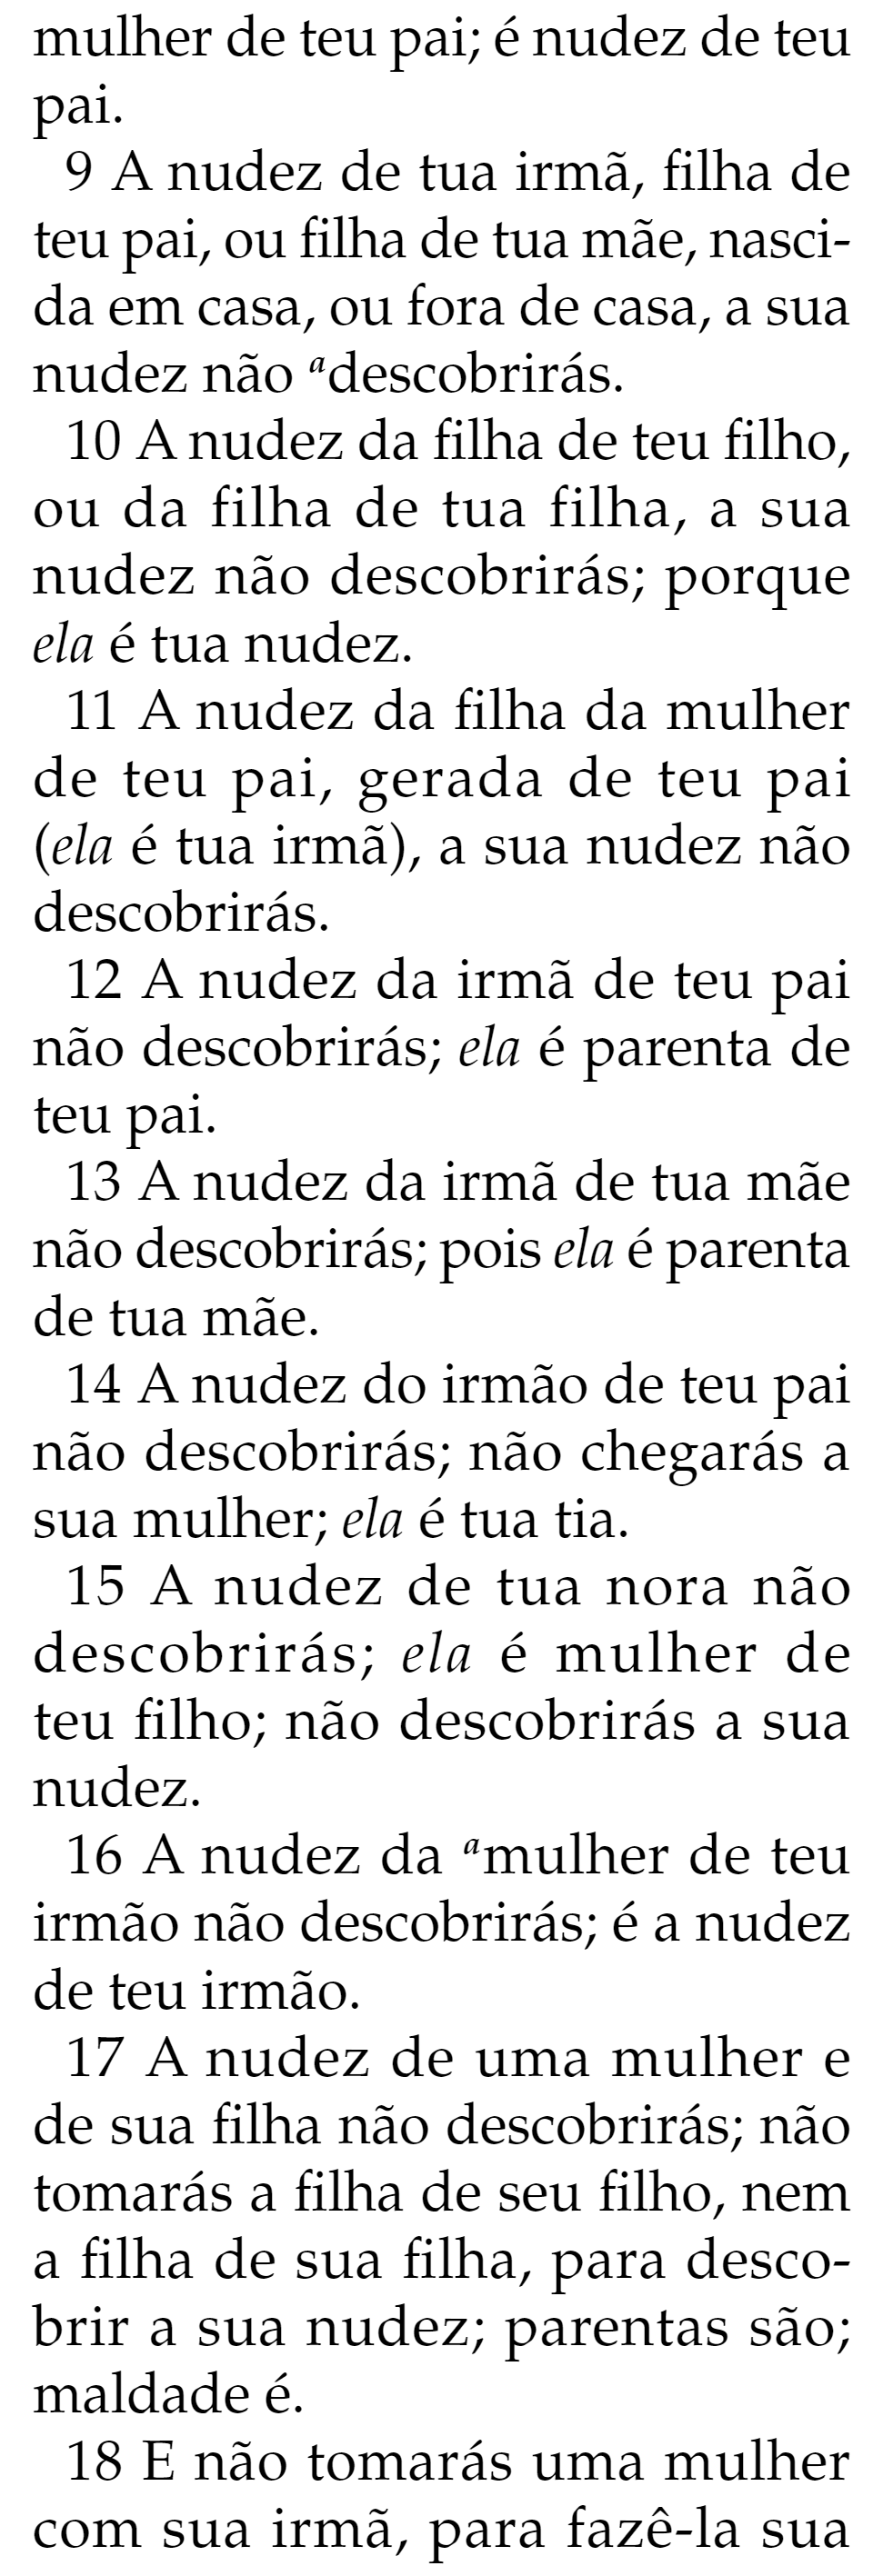 mulher de teu pai; é nudez de teu
pai.
9 A nudez de tua irmã, filha de
teu pai, ou filha de tua mãe, nasci-
da em casa, ou fora de casa, a sua
nudez não ᵃdescobrirás.
10 A nudez da filha de teu filho,
ou da filha de tua filha, a sua
nudez não descobrirás; porque
ela é tua nudez.
11 A nudez da filha da mulher
de teu pai, gerada de teu pai
(ela é tua irmã), a sua nudez não
descobrirás.
12 A nudez da irmã de teu pai
não descobrirás; ela é parenta de
teu pai.
13 A nudez da irmã de tua mãe
não descobrirás; pois ela é parenta
de tua mãe.
14 A nudez do irmão de teu pai
não descobrirás; não chegarás a
sua mulher; ela é tua tia.
15 A nudez de tua nora não
descobrirás; ela é mulher de
teu filho; não descobrirás a sua
nudez.
16 A nudez da ᵃmulher de teu
irmão não descobrirás; é a nudez
de teu irmão.
17 A nudez de uma mulher e
de sua filha não descobrirás; não
tomarás a filha de seu filho, nem
a filha de sua filha, para desco-
brir a sua nudez; parentas são;
maldade é.
18 E não tomarás uma mulher
com sua irmã, para fazê-la sua